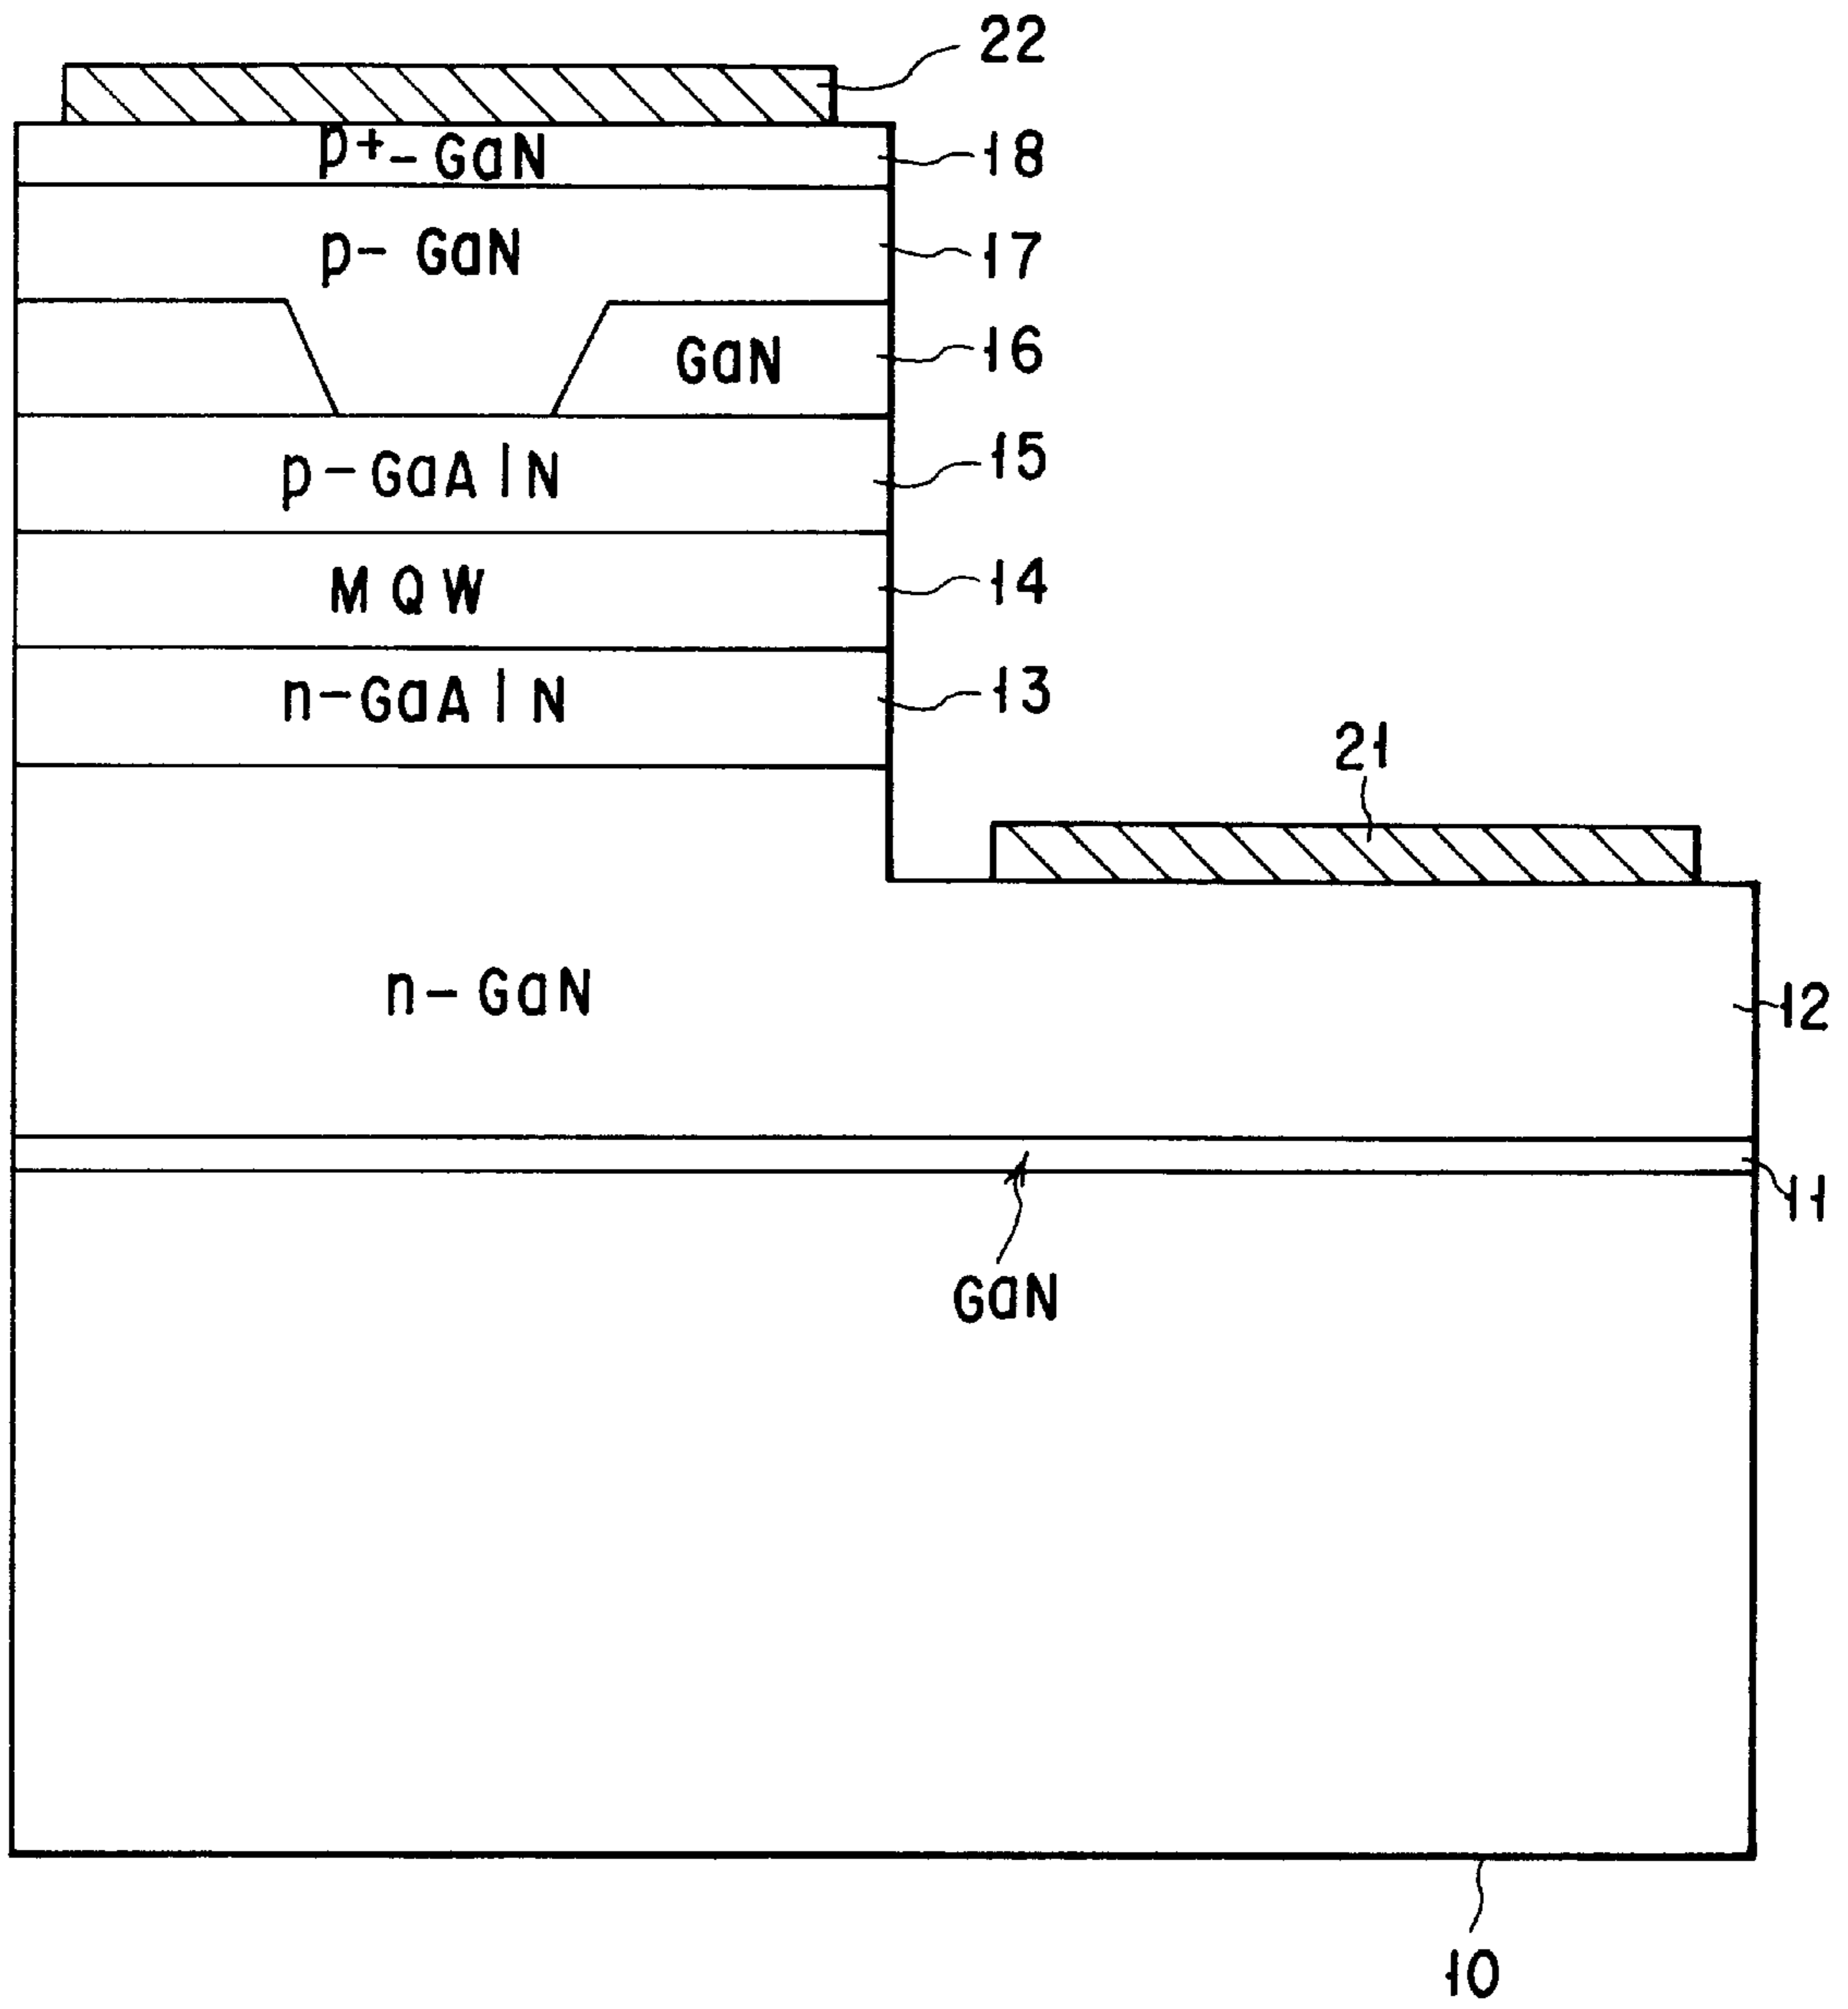 22
p+-GaN 18
p-GaN 17
GaN 16
p-GaAlN 15
MQW 14
n-GaAlN 13
21
n-GaN 12
11
GaN
10